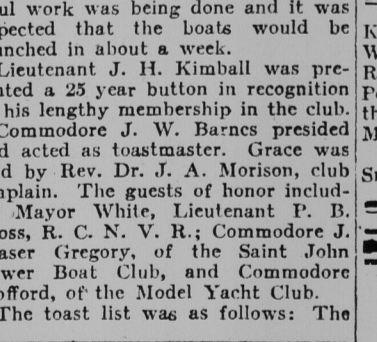 ul work was being done and it was
pected that the boats would be
unched in about a week.
Lieutenant J. H. Kimball was pre-
nted a 25 year button in recognition
his lengthy membership in the club.
Commodore J. W. Barnes presided
d acted as toastmaster. Grace was
d by Rev. Dr. J. A. Morison, club
aplain. The guests of honor includ-
Mayor White, Lieutenant P. B.
oss, R. C. N. V. R.; Commodore J.
aser Gregory, of the Saint John
wer Boat Club, and Commodore
offord, of the Model Yacht Club.
The toast list was as follows: The
K
W
R
P
th
M
S